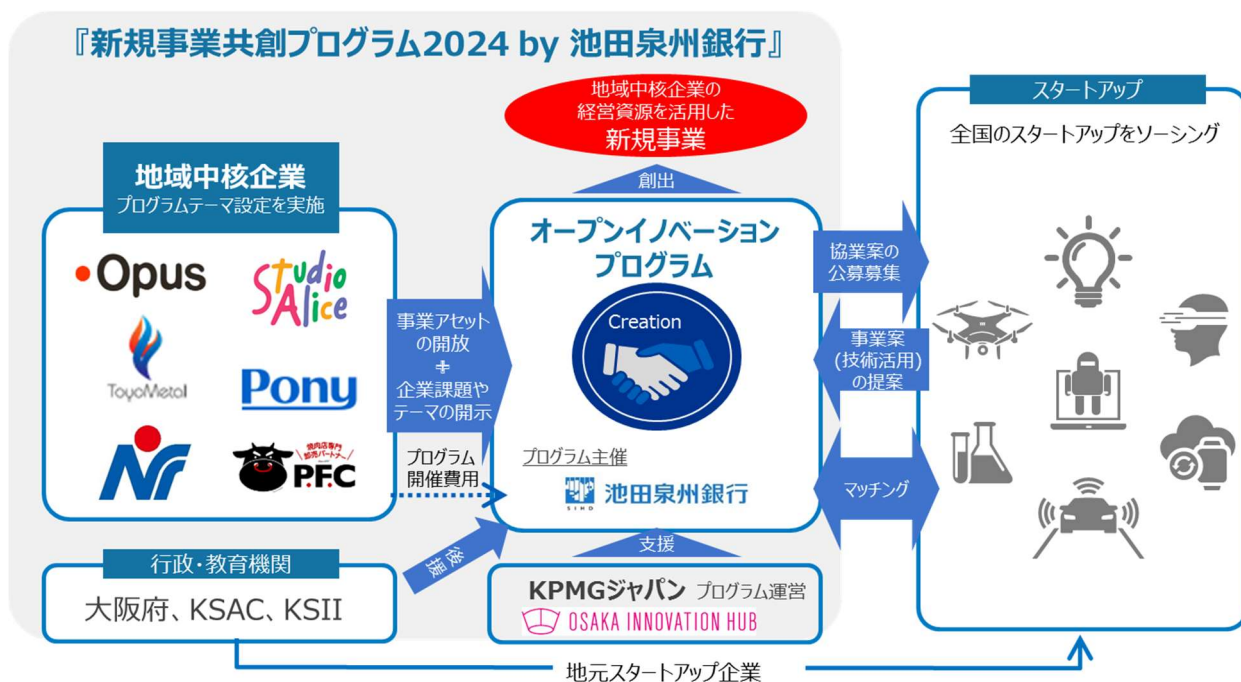 『新規事業共創プログラム2024 by 池田泉州銀行』
地域中核企業の
経営資源を活用した
新規事業
創出
地域中核企業
プログラムテーマ設定を実施
Opus
Studio
Alice
ToyoMetal
Pony
焼肉店専門
卸売パートナー
P.F.C
事業アセット
の開放
+
企業課題や
テーマの開示
プログラム
開催費用
オープンイノベーション
プログラム
Creation
プログラム主催
SIHD
池田泉州銀行
協業案の
公募募集
事業案
(技術活用)
の提案
マッチング
スタートアップ
全国のスタートアップをソーシング
行政・教育機関
大阪府、KSAC、KSII
後援
支援
KPMGジャパン プログラム運営
OSAKA INNOVATION HUB
地元スタートアップ企業